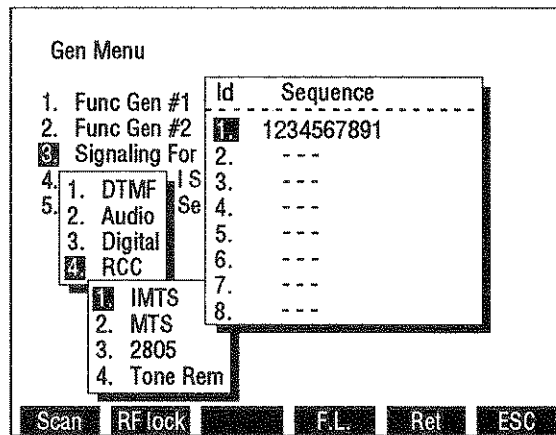 Gen Menu
1. Func Gen #1
2. Func Gen #2
3. Signaling For
4. I S
5. Se
1. DTMF
2. Audio
3. Digital
4. RCC
1. IMTS
2. MTS
3. 2805
4. Tone Rem
Id Sequence
1. 1234567891
2. - - -
3. - - -
4. - - -
5. - - -
6. - - -
7. - - -
8. - - -
Scan RF lock F.L. Ret ESC